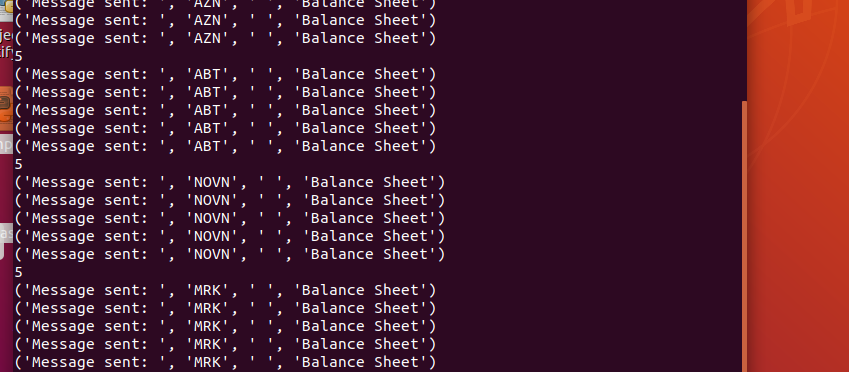 ('Message sent: ', 'AZN', ' ', 'Balance Sheet')
('Message sent: ', 'AZN', ' ', 'Balance Sheet')
('Message sent: ', 'AZN', ' ', 'Balance Sheet')
5
('Message sent: ', 'ABT', ' ', 'Balance Sheet')
('Message sent: ', 'ABT', ' ', 'Balance Sheet')
('Message sent: ', 'ABT', ' ', 'Balance Sheet')
('Message sent: ', 'ABT', ' ', 'Balance Sheet')
('Message sent: ', 'ABT', ' ', 'Balance Sheet')
5
('Message sent: ', 'NOVN', ' ', 'Balance Sheet')
('Message sent: ', 'NOVN', ' ', 'Balance Sheet')
('Message sent: ', 'NOVN', ' ', 'Balance Sheet')
('Message sent: ', 'NOVN', ' ', 'Balance Sheet')
('Message sent: ', 'NOVN', ' ', 'Balance Sheet')
5
('Message sent: ', 'MRK', ' ', 'Balance Sheet')
('Message sent: ', 'MRK', ' ', 'Balance Sheet')
('Message sent: ', 'MRK', ' ', 'Balance Sheet')
('Message sent: ', 'MRK', ' ', 'Balance Sheet')
('Message sent: ', 'MRK', ' ', 'Balance Sheet')